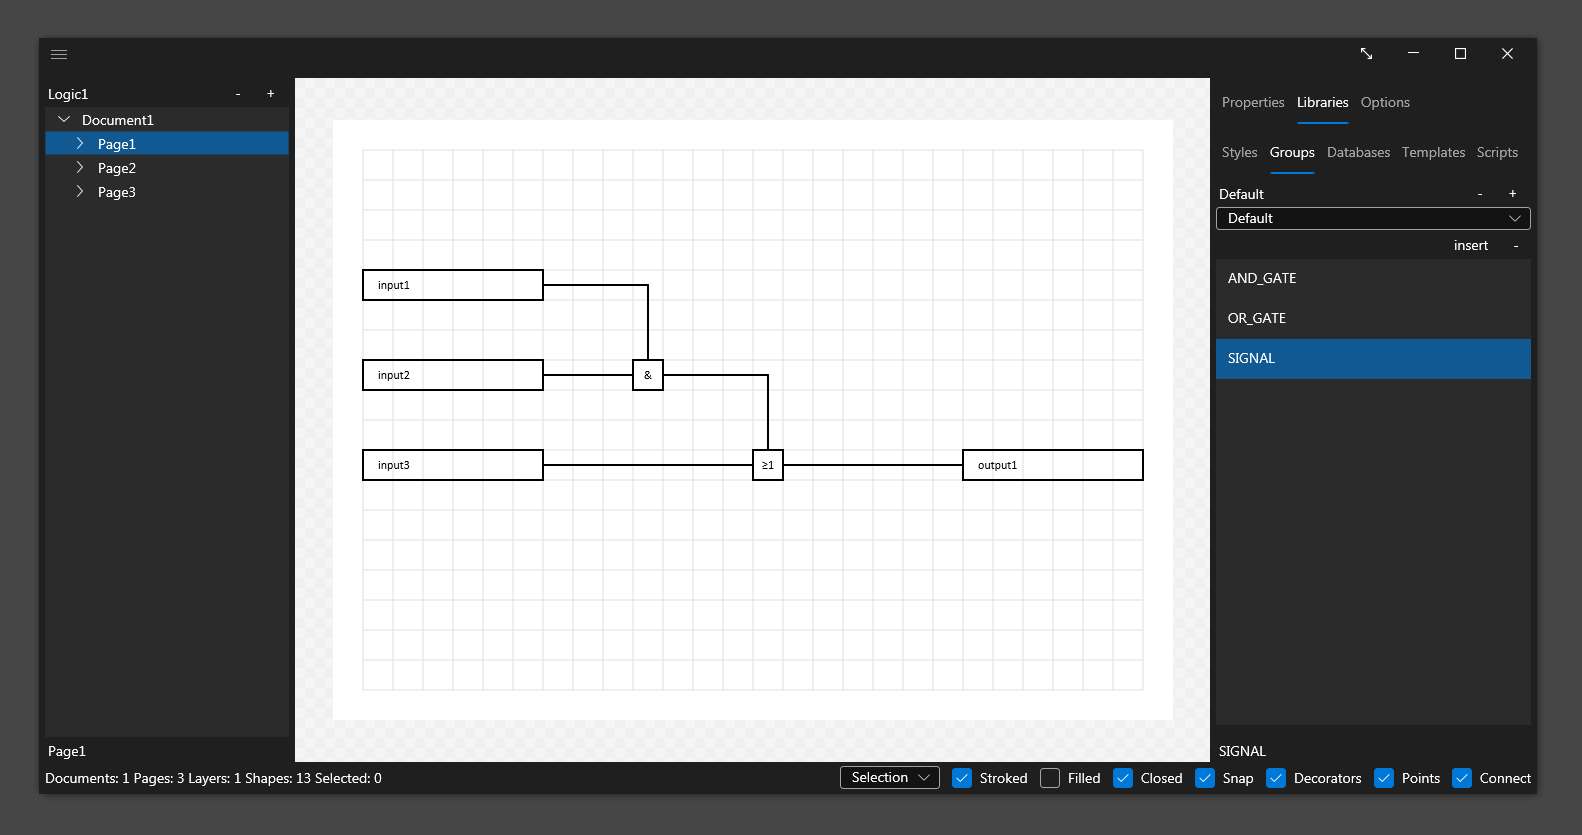 Logic1 - +
Document1
Page1
Page2
Page3
Page1
input1
input2
&
input3
≥1
output1
Properties Libraries Options
Styles Groups Databases Templates Scripts
Default - +
Default
insert -
AND_GATE
OR_GATE
SIGNAL
SIGNAL
Documents: 1 Pages: 3 Layers: 1 Shapes: 13 Selected: 0
Selection Stroked Filled Closed Snap Decorators Points Connect